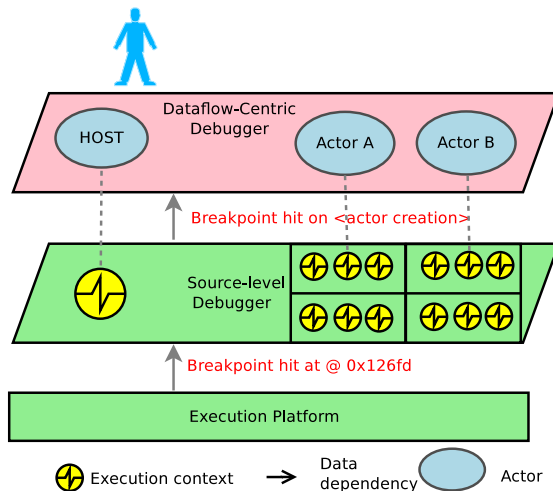 Dataflow-Centric
Debugger
HOST
Actor A
Actor B
Breakpoint hit on <actor creation>
Source-level
Debugger
Breakpoint hit at @ 0x126fd
Execution Platform
Execution context
Data
dependency
Actor